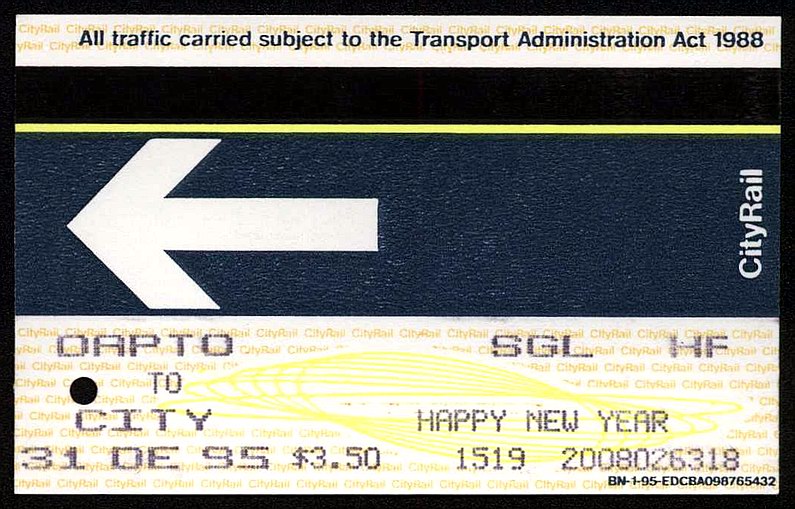 All traffic carried subject to the Transport Administration Act 1988
CityRail
DAPTO SGL HF
TO
CITY HAPPY NEW YEAR
31 DE 95 $3.50 1519 2008026318
BN-1-95-EDCBA098765432